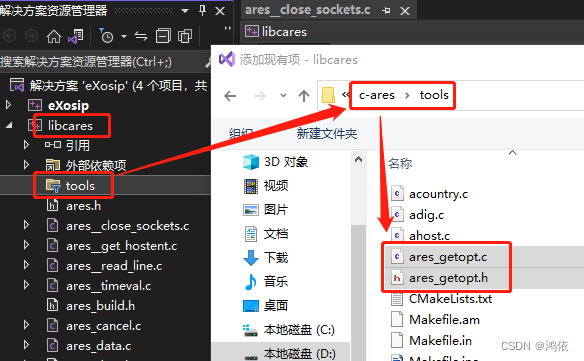 解决方案资源管理器
搜索解决方案资源管理器(Ctrl+;)
解决方案 'eXosip' (4 个项目, 共
eXosip
libcares
引用
外部依赖项
tools
ares.h
ares__close_sockets.c
ares__get_hostent.c
ares__read_line.c
ares__timeval.c
ares_build.h
ares_cancel.c
ares_data.c
ares__close_sockets.c
libcares
添加现有项 - libcares
« c-ares › tools
组织
新建文件夹
3D 对象
视频
图片
文档
下载
音乐
桌面
本地磁盘 (C:)
本地磁盘 (D:)
名称
acountry.c
adig.c
ahost.c
ares_getopt.c
ares_getopt.h
CMakeLists.txt
Makefile.am
Makefile.in
CSDN @鸿依